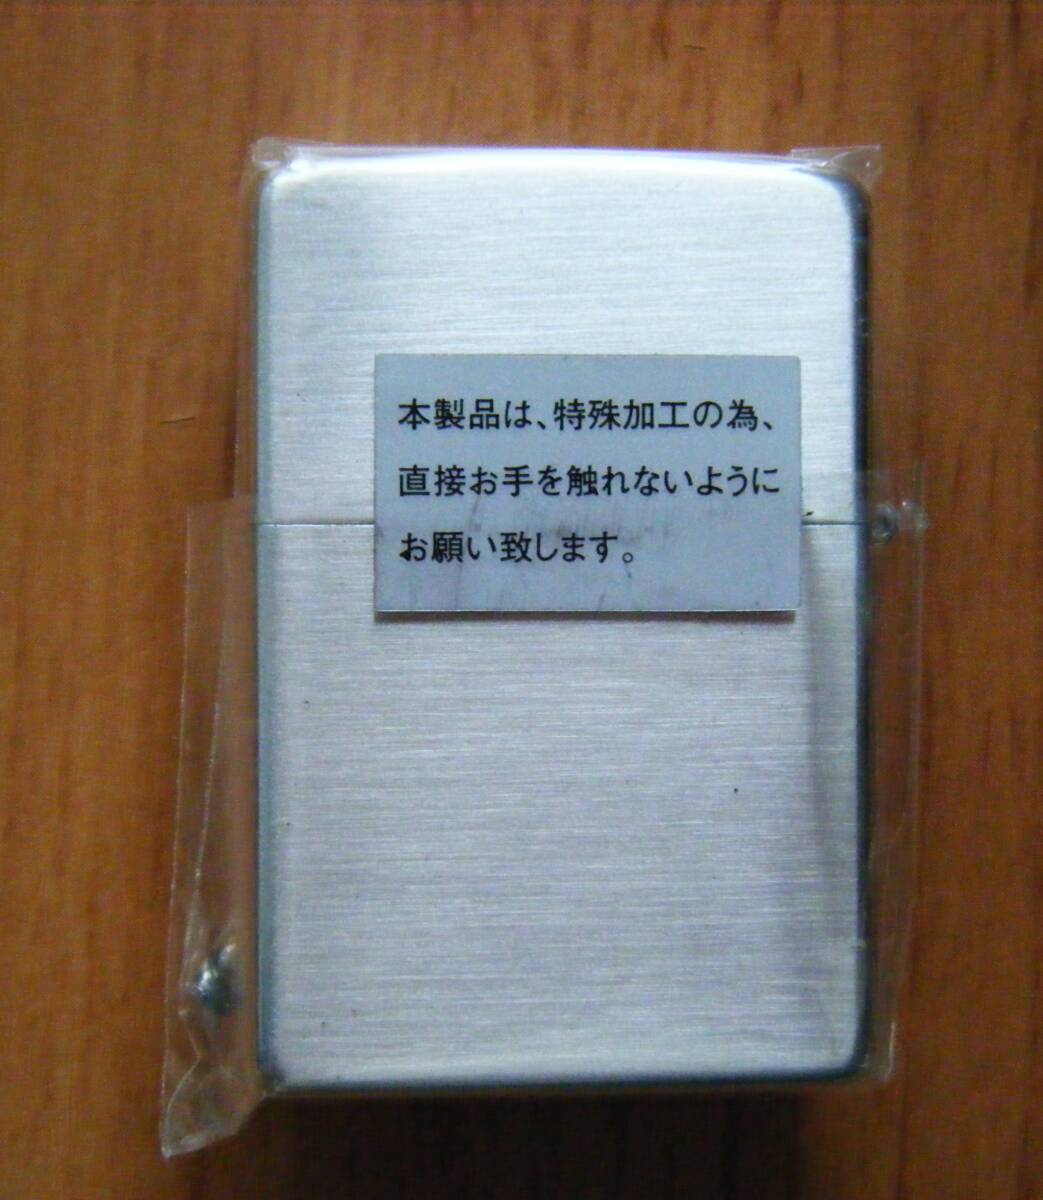 本製品は、特殊加工の為、
直接お手を触れないように
お願い致します。